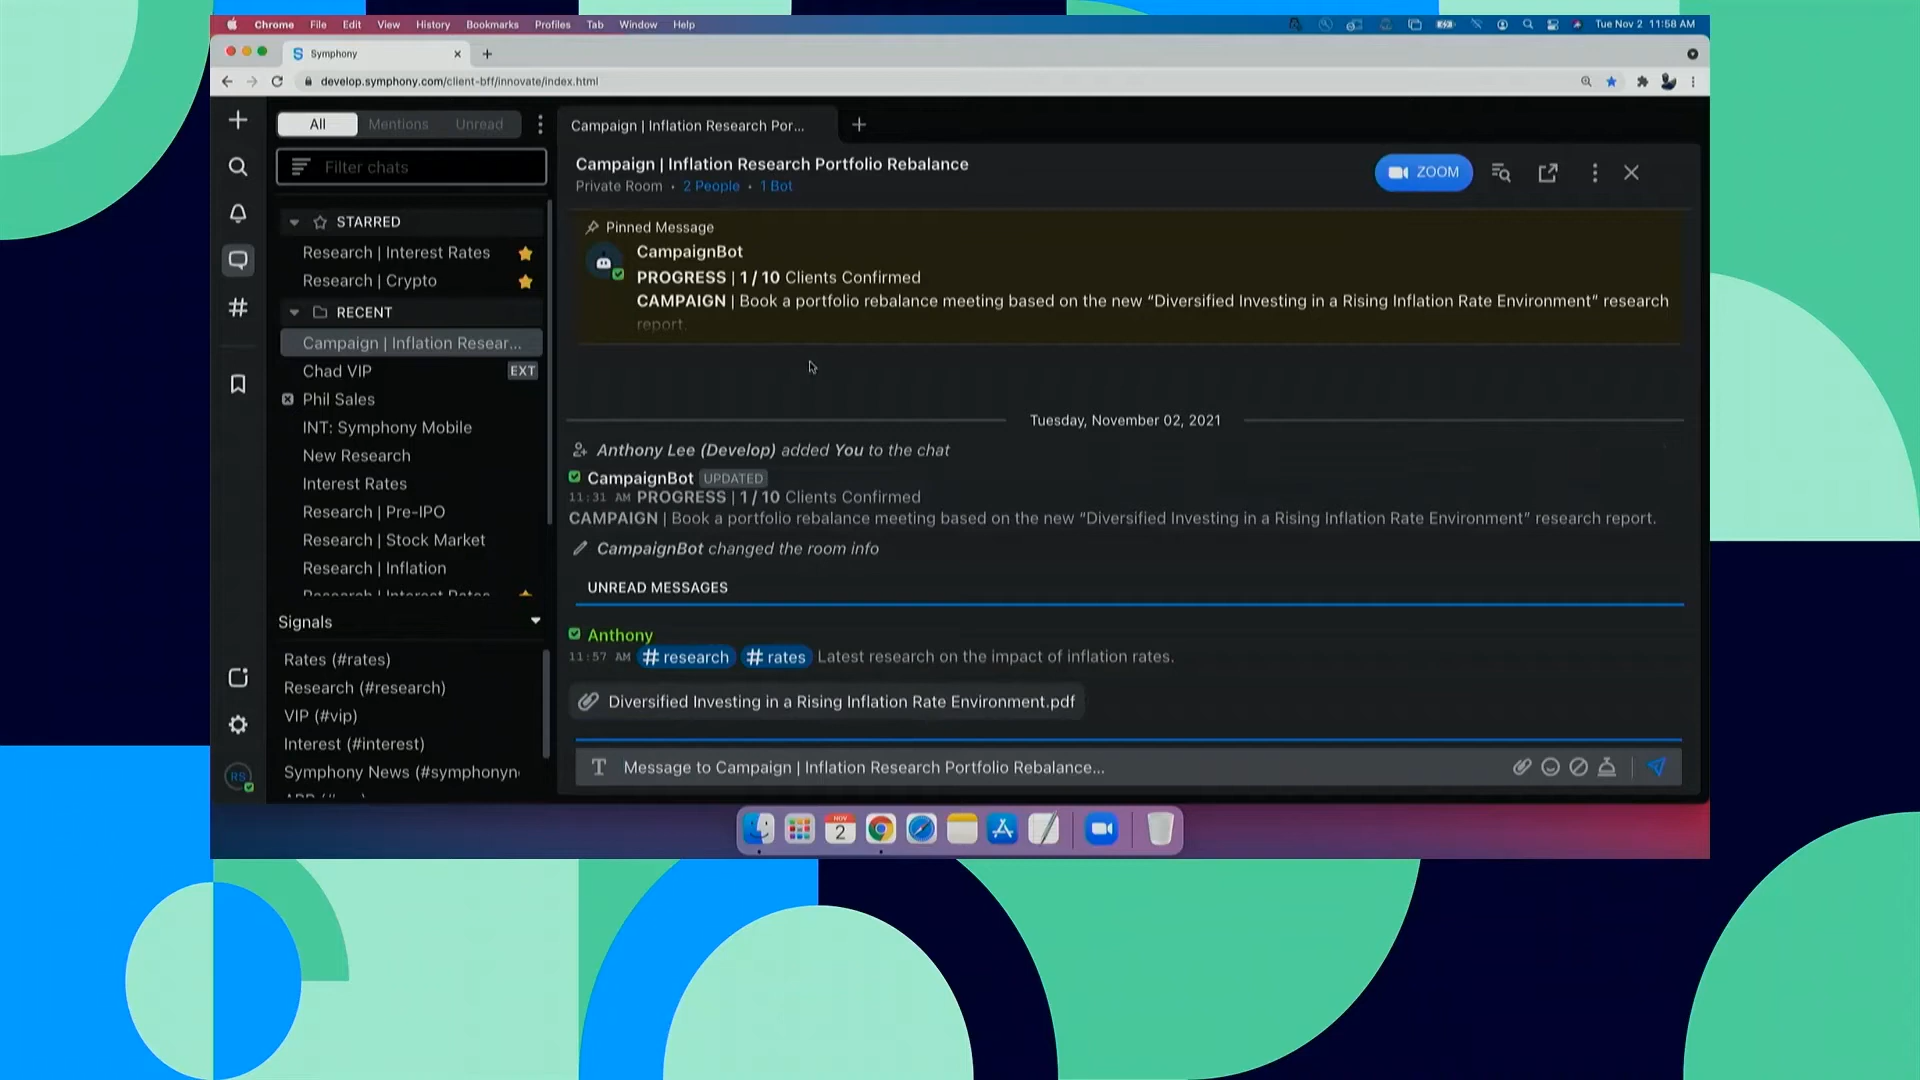 Chrome File Edit View History Bookmarks Profiles Tab Window Help
Tue Nov 2 11:58 AM
Symphony
develop.symphony.com/client-bff/innovate/index.html
All Mentions Unread
Filter chats
STARRED
Research | Interest Rates
Research | Crypto
RECENT
Campaign | Inflation Resear...
Chad VIP EXT
Phil Sales
INT: Symphony Mobile
New Research
Interest Rates
Research | Pre-IPO
Research | Stock Market
Research | Inflation
Research | Interest Rates
Signals
Rates (#rates)
Research (#research)
VIP (#vip)
Interest (#interest)
Symphony News (#symphonyn
RS
Campaign | Inflation Research Por...
Campaign | Inflation Research Portfolio Rebalance
Private Room • 2 People • 1 Bot
ZOOM
Pinned Message
CampaignBot
PROGRESS | 1 / 10 Clients Confirmed
CAMPAIGN | Book a portfolio rebalance meeting based on the new “Diversified Investing in a Rising Inflation Rate Environment” research
report.
Tuesday, November 02, 2021
Anthony Lee (Develop) added You to the chat
CampaignBot UPDATED
11:31 AM PROGRESS | 1 / 10 Clients Confirmed
CAMPAIGN | Book a portfolio rebalance meeting based on the new “Diversified Investing in a Rising Inflation Rate Environment” research report.
CampaignBot changed the room info
UNREAD MESSAGES
Anthony
11:57 AM # research # rates Latest research on the impact of inflation rates.
Diversified Investing in a Rising Inflation Rate Environment.pdf
Message to Campaign | Inflation Research Portfolio Rebalance...
NOV
2